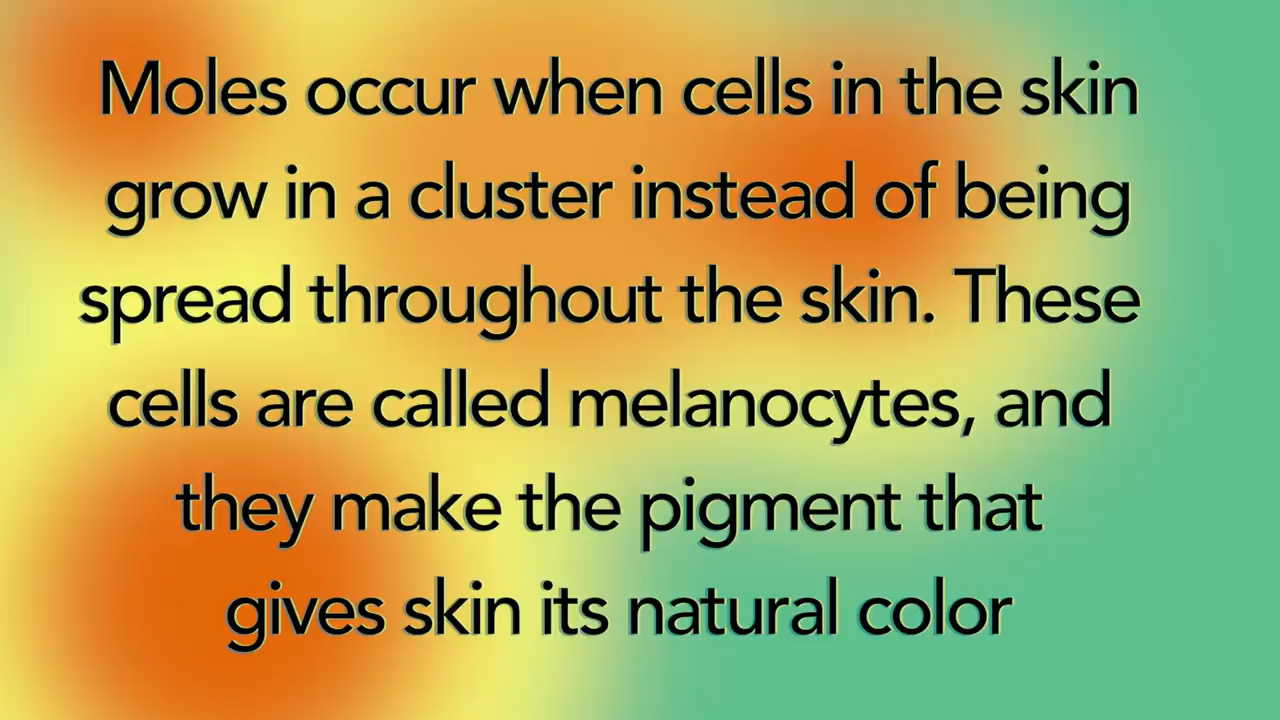 Moles occur when cells in the skin
grow in a cluster instead of being
spread throughout the skin. These
cells are called melanocytes, and
they make the pigment that
gives skin its natural color